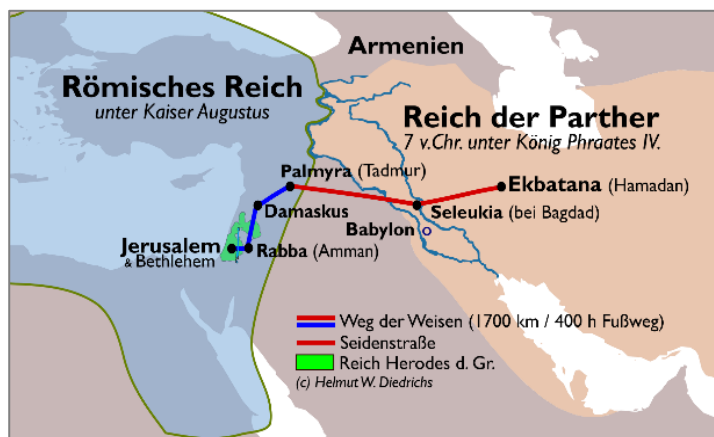 Armenien
Römisches Reich
unter Kaiser Augustus
Reich der Parther
7 v.Chr. unter König Phraates IV.
Palmyra (Tadmur)
Ekbatana (Hamadan)
Damaskus
Seleukia (bei Bagdad)
Babylon
Jerusalem
& Bethlehem
Rabba (Amman)
Weg der Weisen (1700 km / 400 h Fußweg)
Seidenstraße
Reich Herodes d. Gr.
(c) Helmut W. Diedrichs